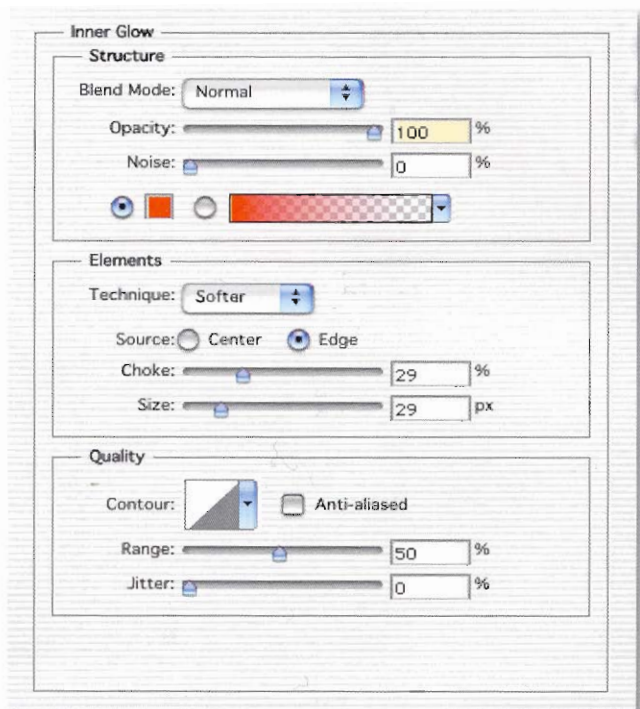 Inner Glow
Structure
Blend Mode: Normal
Opacity: 100 %
Noise: 0 %
Elements
Technique: Softer
Source: Center Edge
Choke: 29 %
Size: 29 px
Quality
Contour: Anti-aliased
Range: 50 %
Jitter: 0 %